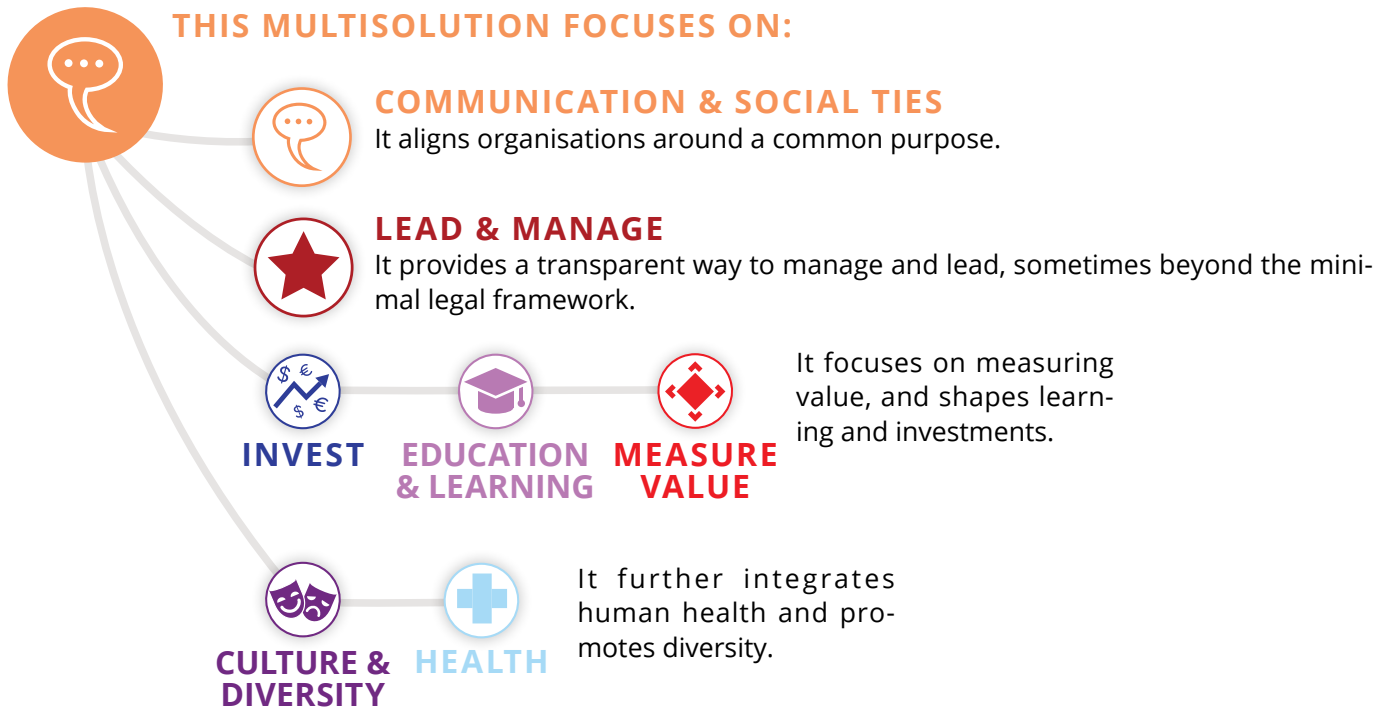 THIS MULTISOLUTION FOCUSES ON:
COMMUNICATION & SOCIAL TIES
It aligns organisations around a common purpose.
LEAD & MANAGE
It provides a transparent way to manage and lead, sometimes beyond the mini-
mal legal framework.
$ €
$ €
INVEST
EDUCATION
& LEARNING
MEASURE
VALUE
It focuses on measuring
value, and shapes learn-
ing and investments.
CULTURE &
DIVERSITY
HEALTH
It further integrates
human health and pro-
motes diversity.